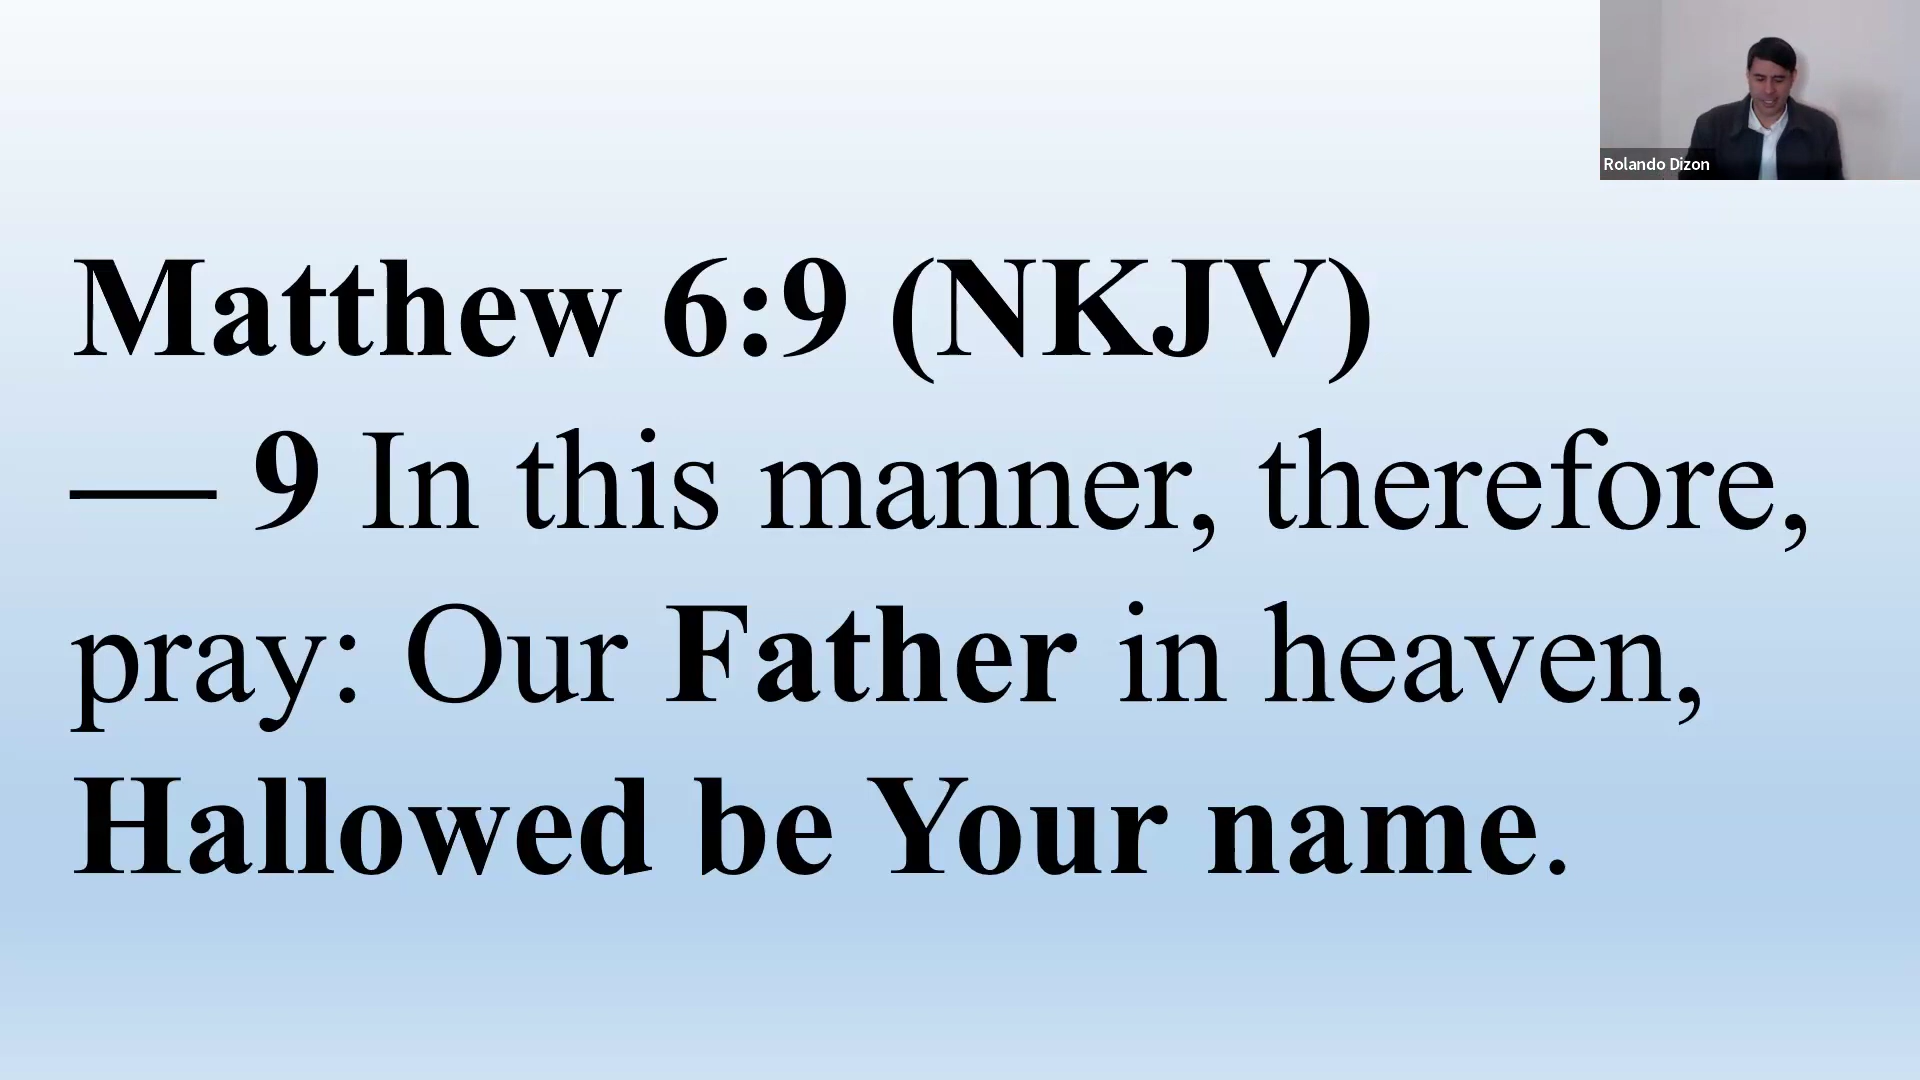 Rolando Dizon
Matthew 6:9 (NKJV)
— 9 In this manner, therefore,
pray: Our Father in heaven,
Hallowed be Your name.